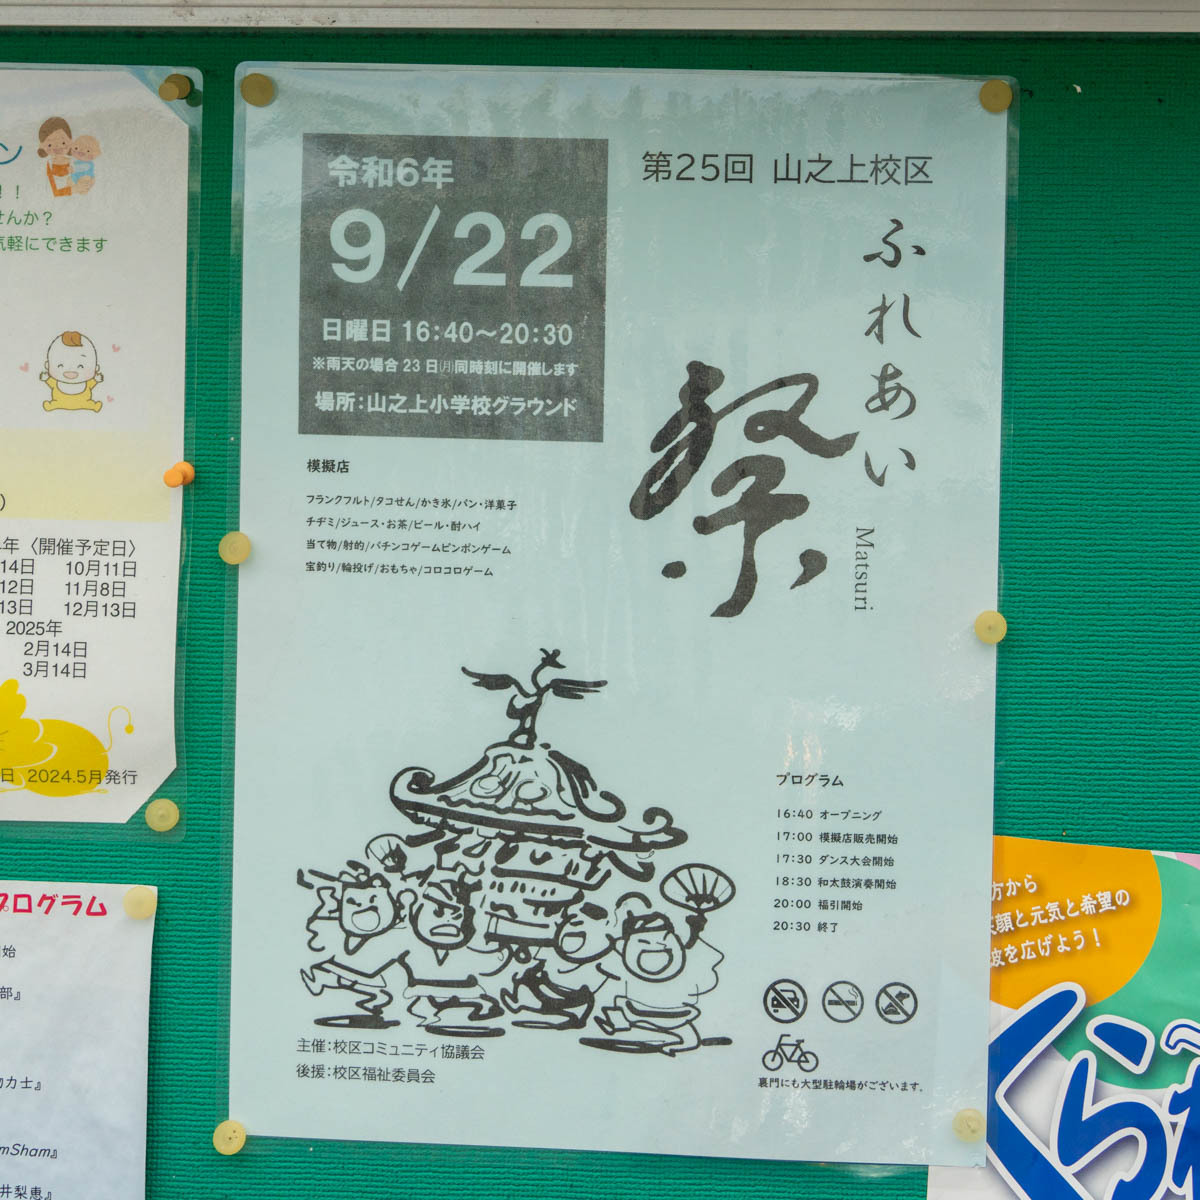 令和6年
9/22
日曜日 16:40〜20:30
※雨天の場合 23日㈪同時刻に開催します
場所:山之上小学校グラウンド
第25回 山之上校区
ふれあい
祭
Matsuri
模擬店
フランクフルト/タコせん/かき氷/パン・洋菓子
チヂミ/ジュース・お茶/ビール・酎ハイ
当て物/射的/パチンコゲームピンポンゲーム
宝釣り/輪投げ/おもちゃ/コロコロゲーム
プログラム
16:40 オープニング
17:00 模擬店販売開始
17:30 ダンス大会開始
18:30 和太鼓演奏開始
20:00 福引開始
20:30 終了
主催:校区コミュニティ協議会
後援:校区福祉委員会
裏門にも大型駐輪場がございます。
ン
!!
せんか?
気軽にできます
年〈開催予定日〉
14日 10月11日
12日 11月8日
13日 12月13日
2025年
2月14日
3月14日
日 2024.5月発行
プログラム
始
部』
力士』
mSham』
井梨恵』
方から
笑顔と元気と希望の
波を広げよう!
くらわ